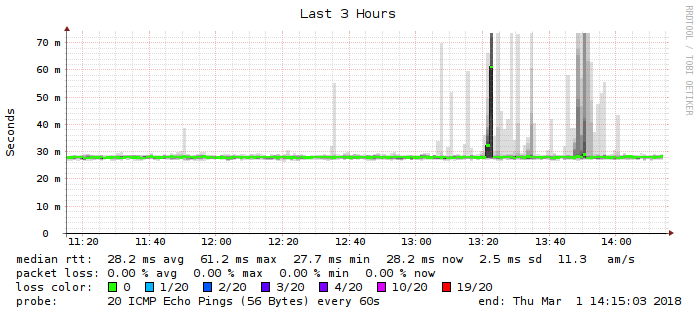 Last 3 Hours
RRDTOOL / TOBI OETIKER
Seconds
70 m
60 m
50 m
40 m
30 m
20 m
10 m
0
11:20 11:40 12:00 12:20 12:40 13:00 13:20 13:40 14:00
median rtt: 28.2 ms avg 61.2 ms max 27.7 ms min 28.2 ms now 2.5 ms sd 11.3 am/s
packet loss: 0.00 % avg 0.00 % max 0.00 % min 0.00 % now
loss color: 0 1/20 2/20 3/20 4/20 10/20 19/20
probe: 20 ICMP Echo Pings (56 Bytes) every 60s end: Thu Mar 1 14:15:03 2018